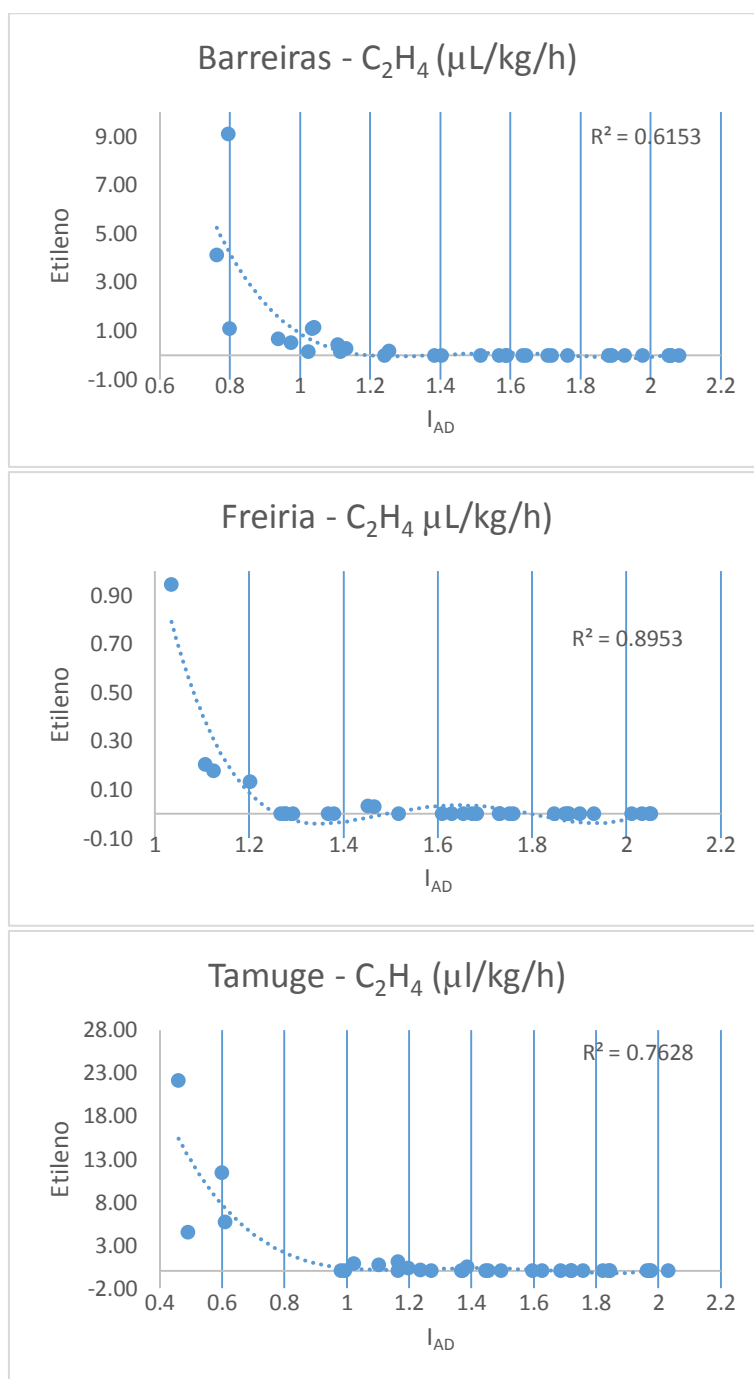 Barreiras - C₂H₄ (μL/kg/h)
R² = 0.6153
9.00
7.00
5.00
3.00
1.00
-1.00
Etileno
0.6 0.8 1 1.2 1.4 1.6 1.8 2 2.2
I_AD
Freiria - C₂H₄ μL/kg/h)
R² = 0.8953
0.90
0.70
0.50
0.30
0.10
-0.10
Etileno
1 1.2 1.4 1.6 1.8 2 2.2
I_AD
Tamuge - C₂H₄ (μl/kg/h)
R² = 0.7628
28.00
23.00
18.00
13.00
8.00
3.00
-2.00
Etileno
0.4 0.6 0.8 1 1.2 1.4 1.6 1.8 2 2.2
I_AD